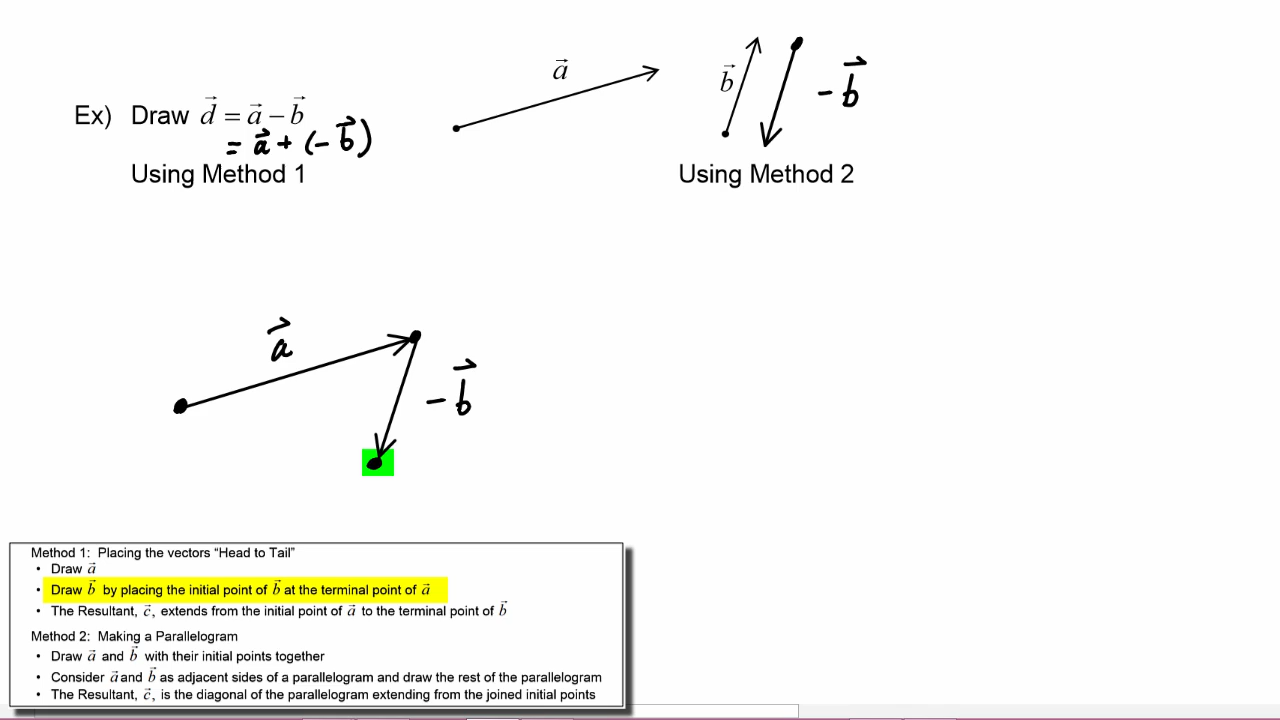 a⃗
b⃗
-b⃗
Ex) Draw d⃗ = a⃗ − b⃗
= a⃗ + (-b⃗)
Using Method 1
Using Method 2
a⃗
-b⃗
Method 1: Placing the vectors “Head to Tail”
• Draw a⃗
• Draw b⃗ by placing the initial point of b⃗ at the terminal point of a⃗
• The Resultant, c⃗, extends from the initial point of a⃗ to the terminal point of b⃗
Method 2: Making a Parallelogram
• Draw a⃗ and b⃗ with their initial points together
• Consider a⃗ and b⃗ as adjacent sides of a parallelogram and draw the rest of the parallelogram
• The Resultant, c⃗, is the diagonal of the parallelogram extending from the joined initial points